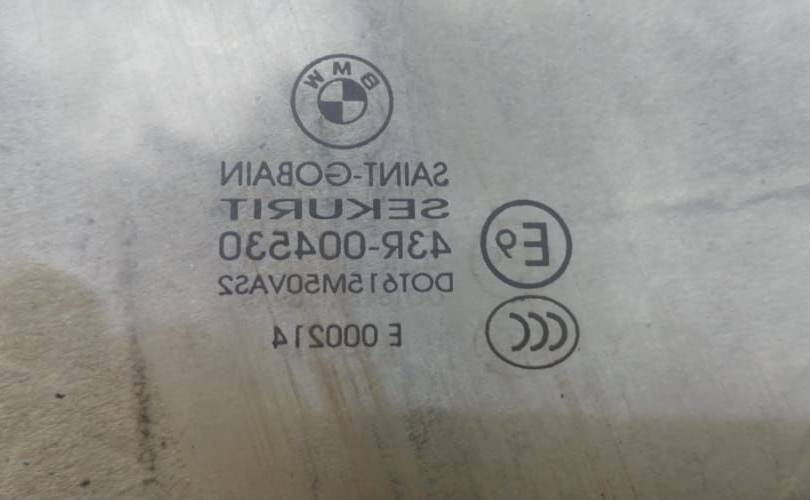 BMW
SAINT-GOBAIN
SEKURIT
E9
43R-004530
DOT615M50VAS2
CCC
E 000214